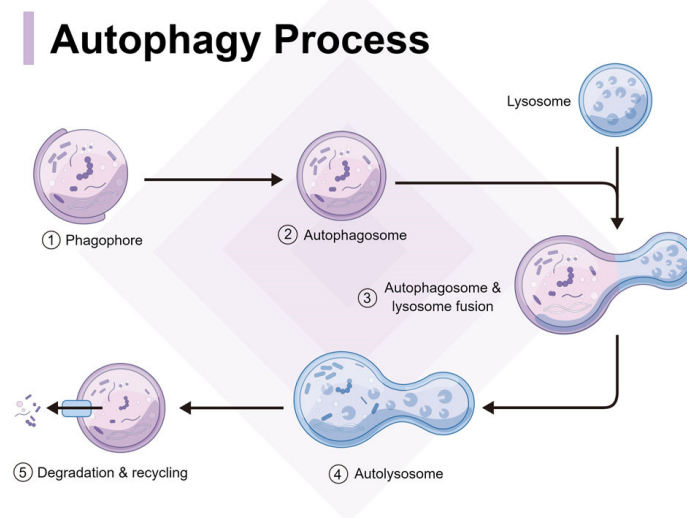 Autophagy Process
Lysosome
① Phagophore
② Autophagosome
③ Autophagosome &
lysosome fusion
④ Autolysosome
⑤ Degradation & recycling